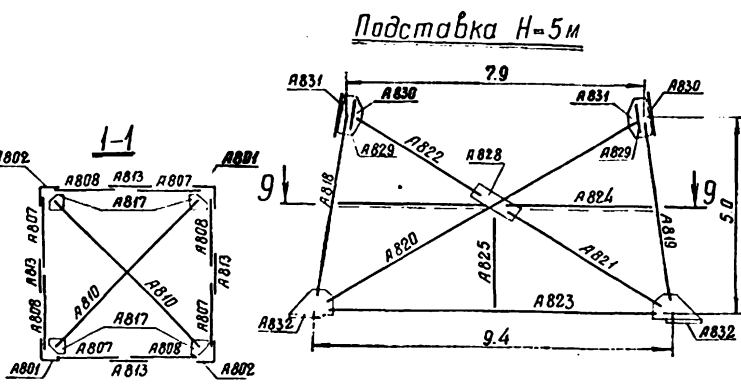 Подставка H=5м
7.9
А831
А830
А831
А830
А829
А829
А822
А828
9
9
А818
А824
А819
5.0
А820
А825
А821
А823
А832
А832
9.4
1-1
А802
А801
А808 А813 А807
А817
А807
А808
А813
А813
А810
А810
А808
А807
А817
А807
А808
А801
А813
А802